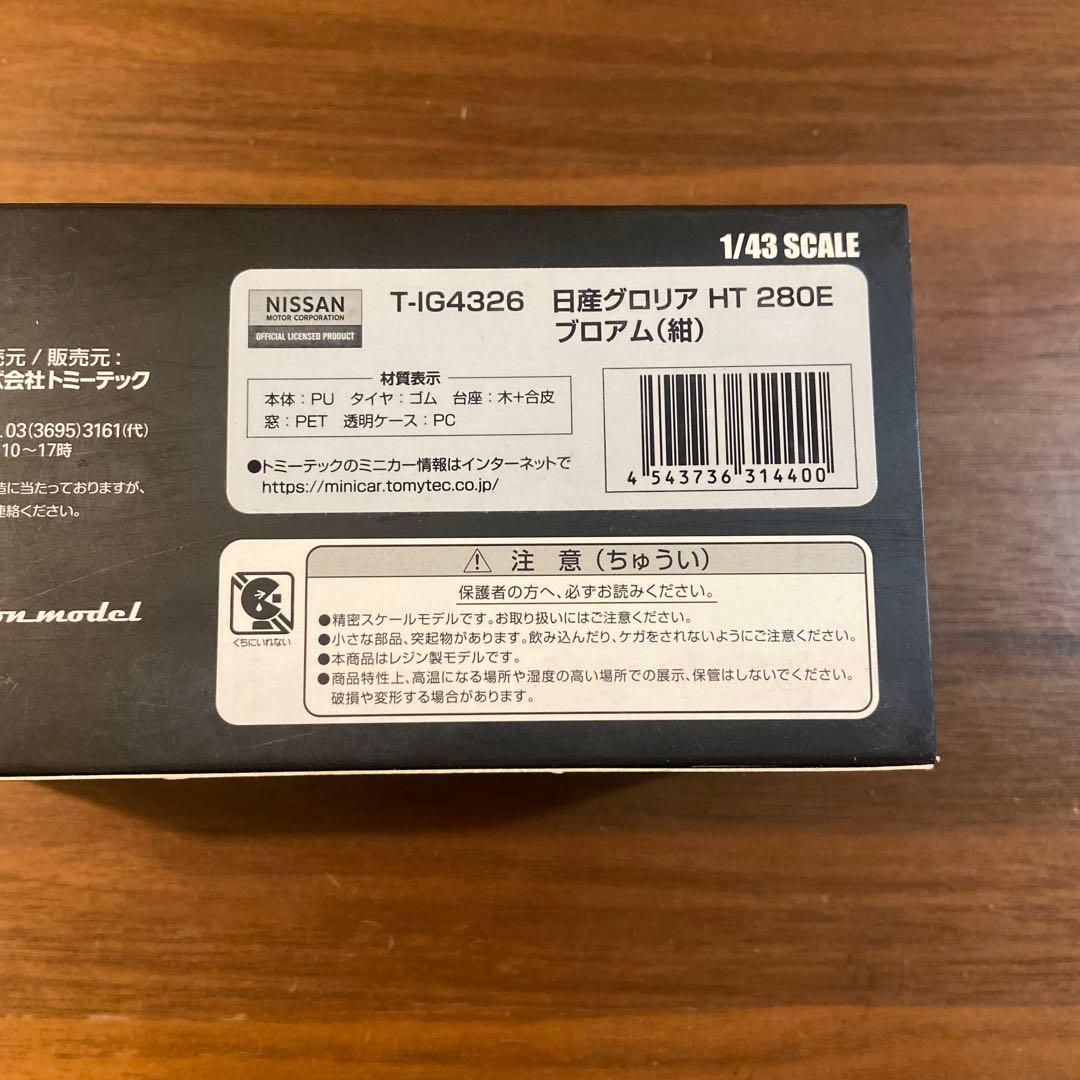 1/43 SCALE
NISSAN
MOTOR CORPORATION
OFFICIAL LICENSED PRODUCT
T-IG4326 日産グロリア HT 280E
ブロアム(紺)
材質表示
本体:PU タイヤ:ゴム 台座:木+合皮
窓:PET 透明ケース:PC
●トミーテックのミニカー情報はインターネットで
https://minicar.tomytec.co.jp/
4 543736 314400
売元 / 販売元:
会社トミーテック
03(3695)3161(代)
10〜17時
造に当たっておりますが、
連絡ください。
on model
くちにいれない
注 意(ちゅうい)
保護者の方へ、必ずお読みください。
●精密スケールモデルです。お取り扱いにはご注意ください。
●小さな部品、突起物があります。飲み込んだり、ケガをされないようにご注意ください。
●本商品はレジン製モデルです。
●商品特性上、高温になる場所や湿度の高い場所での展示、保管はしないでください。
破損や変形する場合があります。